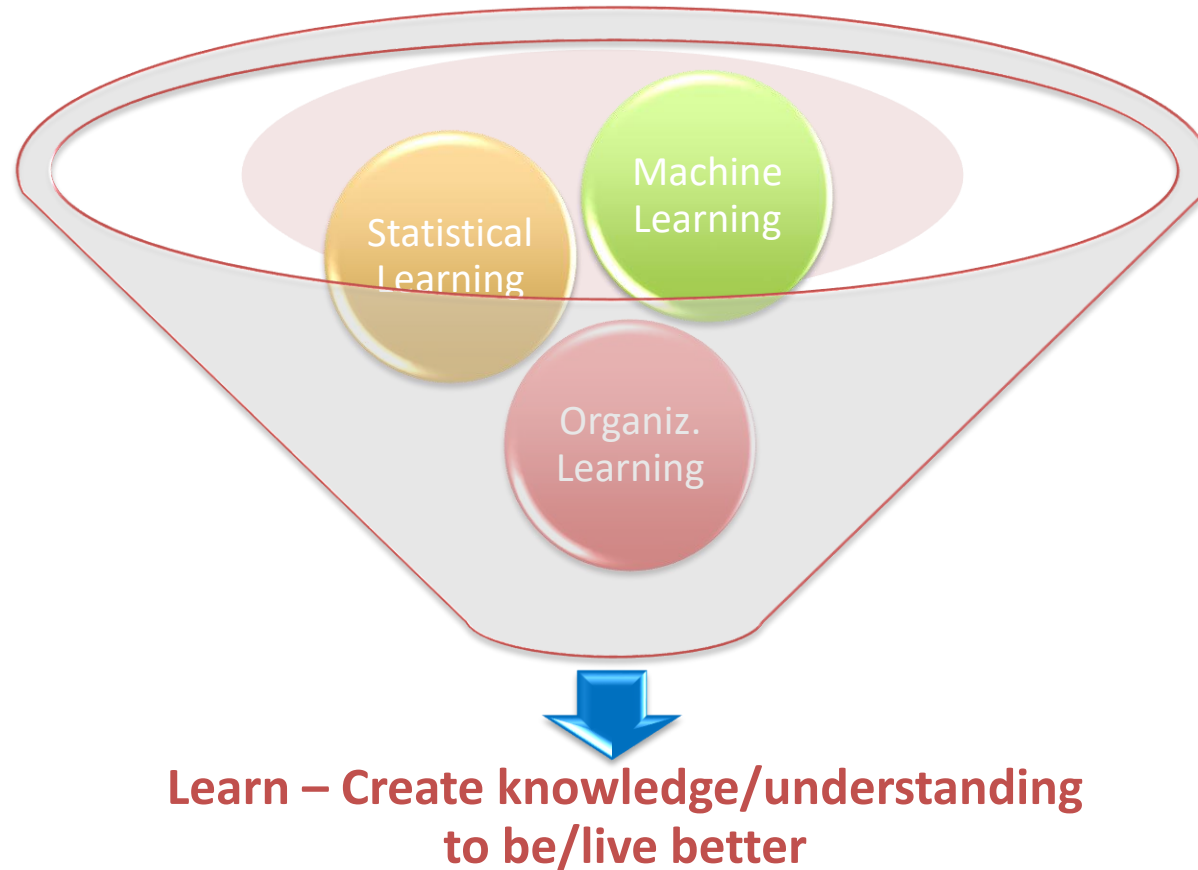 Machine
Learning
Statistical
Learning
Organiz.
Learning
Learn – Create knowledge/understanding
to be/live better